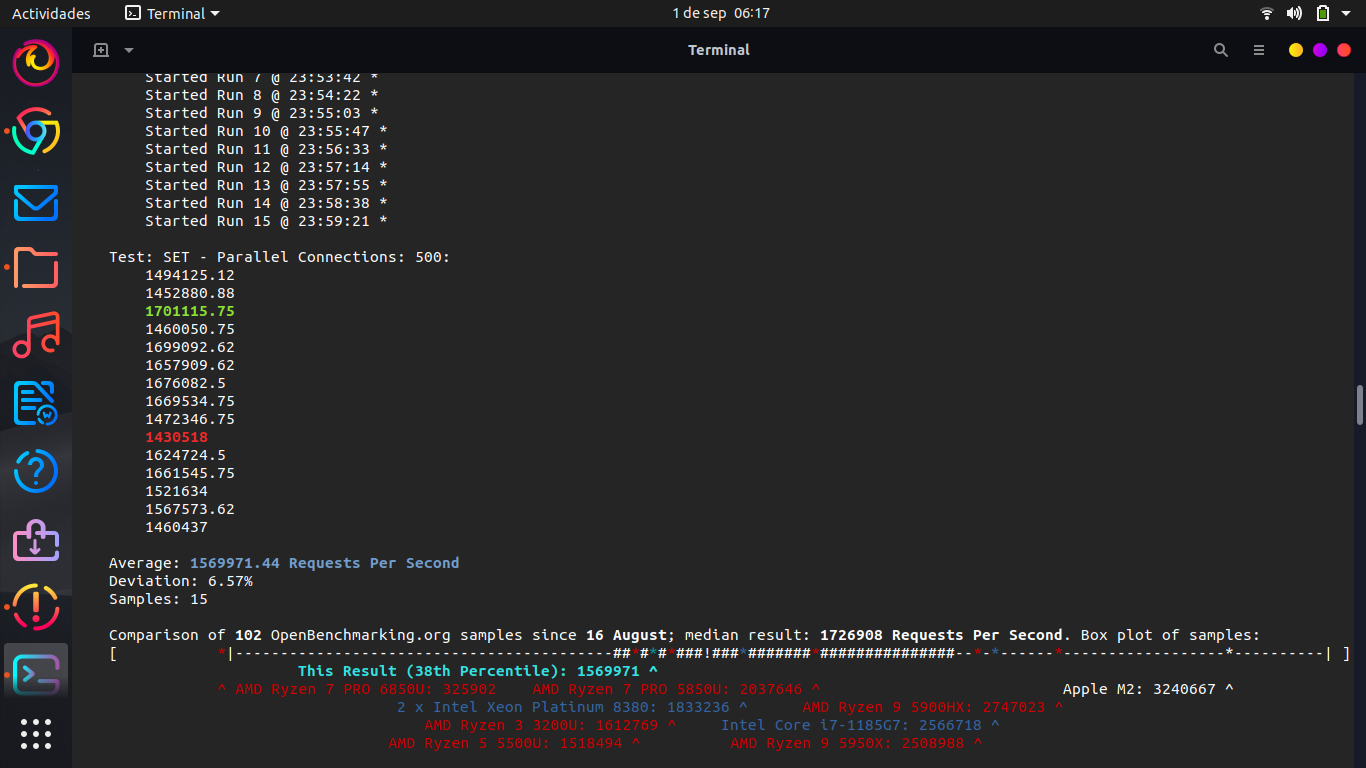 Actividades Terminal 1 de sep 06:17
Terminal
Started Run 7 @ 23:53:42 *
Started Run 8 @ 23:54:22 *
Started Run 9 @ 23:55:03 *
Started Run 10 @ 23:55:47 *
Started Run 11 @ 23:56:33 *
Started Run 12 @ 23:57:14 *
Started Run 13 @ 23:57:55 *
Started Run 14 @ 23:58:38 *
Started Run 15 @ 23:59:21 *
Test: SET - Parallel Connections: 500:
1494125.12
1452880.88
1701115.75
1460050.75
1699092.62
1657909.62
1676082.5
1669534.75
1472346.75
1430518
1624724.5
1661545.75
1521634
1567573.62
1460437
Average: 1569971.44 Requests Per Second
Deviation: 6.57%
Samples: 15
Comparison of 102 OpenBenchmarking.org samples since 16 August; median result: 1726908 Requests Per Second. Box plot of samples:
[ *|------------------------------------------##*#*#*###!###*#######*###############--*-*------*------------------*----------| ]
This Result (38th Percentile): 1569971 ^
^ AMD Ryzen 7 PRO 6850U: 325902 AMD Ryzen 7 PRO 5850U: 2037646 ^ Apple M2: 3240667 ^
2 x Intel Xeon Platinum 8380: 1833236 ^ AMD Ryzen 9 5900HX: 2747023 ^
AMD Ryzen 3 3200U: 1612769 ^ Intel Core i7-1185G7: 2566718 ^
AMD Ryzen 5 5500U: 1518494 ^ AMD Ryzen 9 5950X: 2508988 ^